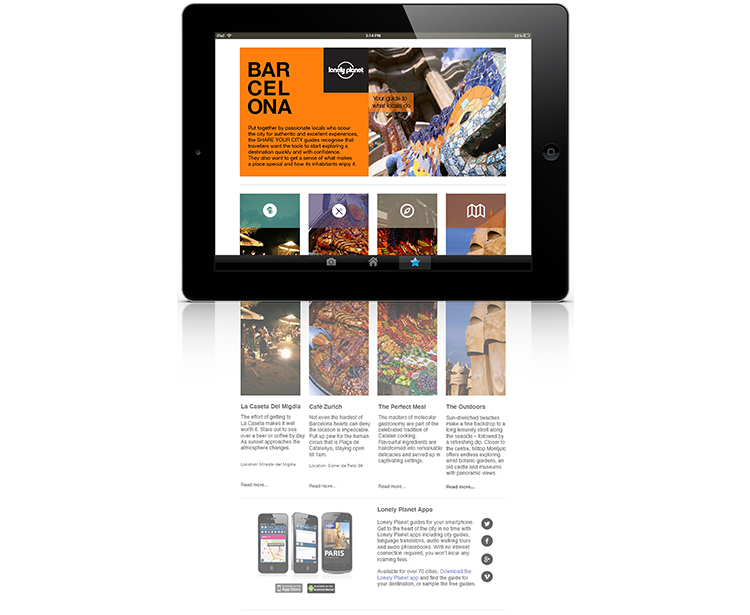 iPad
3:14 PM
BAR
CEL
ONA
lonely planet
Your guide to
what locals do
Put together by passionate locals who scour
the city for authentic and excellent experiences,
the SHARE YOUR CITY guides recognise that
travellers want the tools to start exploring a
destination quickly and with confidence.
They also want to get a sense of what makes
a place special and how its inhabitants enjoy it.
La Caseta Del Migdia
The effort of getting to
La Caseta makes it well
worth it. Stare out to sea
over a beer or coffee by day.
As sunset approaches the
atmosphere changes.
Location: Mirador del Migdia
Read more...
Café Zurich
Not even the hardest of
Barcelona hearts can deny
the location is impeccable.
Pull up pew for the human
circus that is Plaça de
Catalunya, staying open
till 1am.
Location: Carrer de Pelai 39
Read more...
The Perfect Meal
The masters of molecular
gastronomy are part of the
celebrated tradition of
Catalan cooking.
Flavourful ingredients are
transformed into remarkable
delicacies and served up in
captivating settings.
Read more...
The Outdoors
Sun-drenched beaches
make a fine backdrop to a
long leisurely stroll along
the seaside – followed by
a refreshing dip. Closer to
the centre, hilltop Montjuïc
offers endless exploring
amid botanic gardens, an
old castle and museums
with panoramic views.
Read more...
PARIS
App Store
Lonely Planet Apps
Lonely Planet guides for your smartphone.
Get to the heart of the city in no time with
Lonely Planet apps including city guides,
language translators, audio walking tours
and audio phrasebooks. With no internet
connection required, you won't incur any
roaming fees.
Available for over 70 cities. Download the
Lonely Planet app and find the guide for
your destination, or sample the free guides.